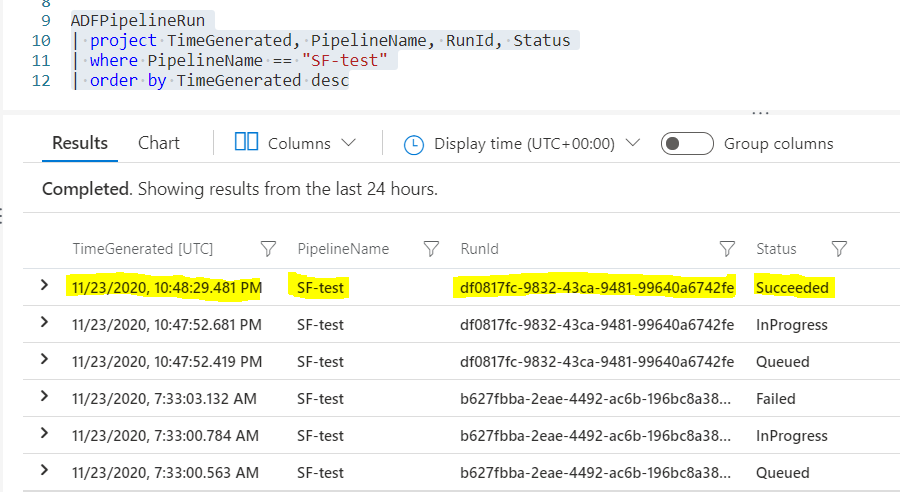 8
9 ADFPipelineRun
10 | project TimeGenerated, PipelineName, RunId, Status
11 | where PipelineName == "SF-test"
12 | order by TimeGenerated desc
...
Results Chart Columns Display time (UTC+00:00) Group columns
Completed. Showing results from the last 24 hours.
TimeGenerated [UTC] PipelineName RunId Status
11/23/2020, 10:48:29.481 PM SF-test df0817fc-9832-43ca-9481-99640a6742fe Succeeded
11/23/2020, 10:47:52.681 PM SF-test df0817fc-9832-43ca-9481-99640a6742fe InProgress
11/23/2020, 10:47:52.419 PM SF-test df0817fc-9832-43ca-9481-99640a6742fe Queued
11/23/2020, 7:33:03.132 AM SF-test b627fbba-2eae-4492-ac6b-196bc8a38... Failed
11/23/2020, 7:33:00.784 AM SF-test b627fbba-2eae-4492-ac6b-196bc8a38... InProgress
11/23/2020, 7:33:00.563 AM SF-test b627fbba-2eae-4492-ac6b-196bc8a38... Queued